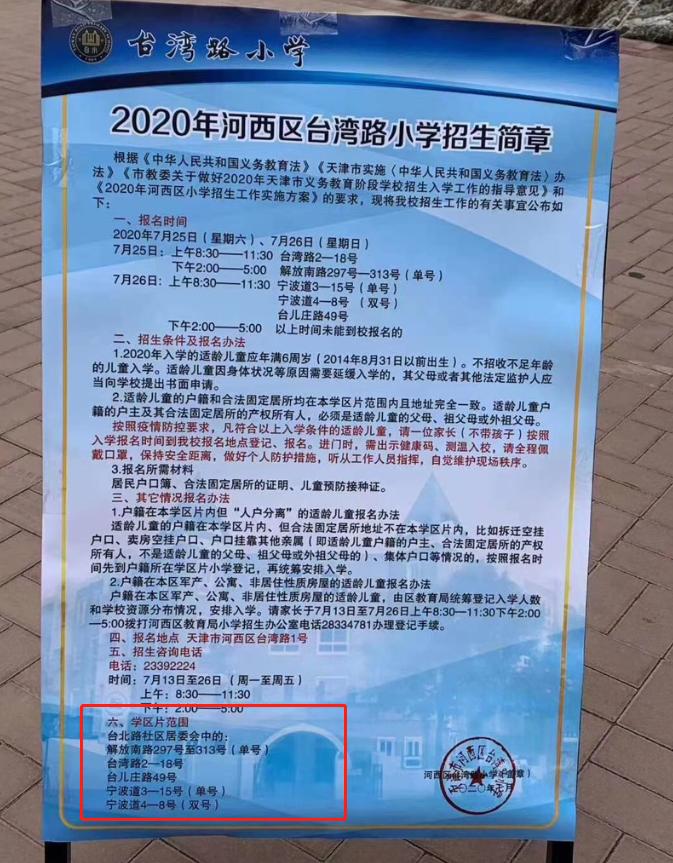 台湾路小学
2020年河西区台湾路小学招生简章
根据《中华人民共和国义务教育法》《天津市实施〈中华人民共和国义务教育法〉办
法》《市教委关于做好2020年天津市义务教育阶段学校招生入学工作的指导意见》和
《2020年河西区小学招生工作实施方案》的要求，现将我校招生工作的有关事宜公布如
下：
一、报名时间
2020年7月25日（星期六）、7月26日（星期日）
7月25日：上午8:30——11:30 台湾路2—18号
下午2:00——5:00 解放南路297号—313号（单号）
7月26日：上午8:30——11:30 宁波道3—15号（单号）
宁波道4—8号 （双号）
台儿庄路49号
下午2:00——5:00 以上时间未能到校报名的
二、招生条件及报名办法
1.2020年入学的适龄儿童应年满6周岁（2014年8月31日以前出生）。不招收不足年龄
的儿童入学。适龄儿童因身体状况等原因需要延缓入学的，其父母或者其他法定监护人应
当向学校提出书面申请。
2.适龄儿童的户籍和合法固定居所均在本学区片范围内且地址完全一致。适龄儿童户
籍的户主及其合法固定居所的产权所有人，必须是适龄儿童的父母、祖父母或外祖父母。
按照疫情防控要求，凡符合以上入学条件的适龄儿童，请一位家长（不带孩子）按照
入学报名时间到我校报名地点登记、报名。进门时，需出示健康码、测温入校，请全程佩
戴口罩，保持安全距离，做好个人防护措施，听从工作人员指挥，自觉维护现场秩序。
3.报名所需材料
居民户口簿、合法固定居所的证明、儿童预防接种证。
三、其它情况报名办法
1.户籍在本学区片内但“人户分离”的适龄儿童报名办法
适龄儿童的户籍在本学区片内、但合法固定居所地址不在本学区片内，比如拆迁空挂
户口、卖房空挂户口、户口挂靠其他亲属（即适龄儿童户籍的户主、合法固定居所的产权
所有人，不是适龄儿童的父母、祖父母或外祖父母的）、集体户口等情况的，按照报名时
间先到户籍所在学区片小学登记，再统筹安排入学。
2.户籍在本区军产、公寓、非居住性质房屋的适龄儿童报名办法
户籍在本区军产、公寓、非居住性质房屋的适龄儿童，由区教育局统筹登记入学人数
和学校资源分布情况，安排入学。请家长于7月13日至7月26日上午8:30—11:30下午2:00
—5:00拨打河西区教育局小学招生办公室电话28334781办理登记手续。
四、报名地点 天津市河西区台湾路1号
五、招生咨询电话
电话：23392224
时间：7月13日至26日（周一至周五）
上午：8:30——11:30
下午：2:00——5:00
六、学区片范围
台北路社区居委会中的：
解放南路297号至313号（单号）
台湾路2—18号
台儿庄路49号
宁波道3—15号（单号）
宁波道4—8号（双号）